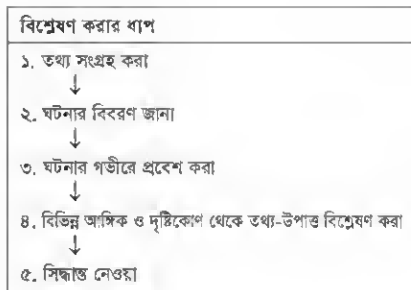 বিশ্লেষণ করার ধাপ
১. তথ্য সংগ্রহ করা
↓
২. ঘটনার বিবরণ জানা
↓
৩. ঘটনার গভীরে প্রবেশ করা
↓
৪. বিভিন্ন আঙ্গিক ও দৃষ্টিকোণ থেকে তথ্য-উপাত্ত বিশ্লেষণ করা
↓
৫. সিদ্ধান্ত নেওয়া